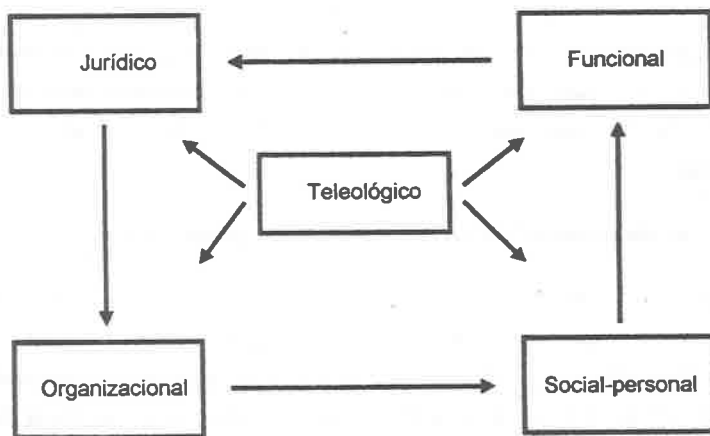 Jurídico
Funcional
Teleológico
Organizacional
Social-personal